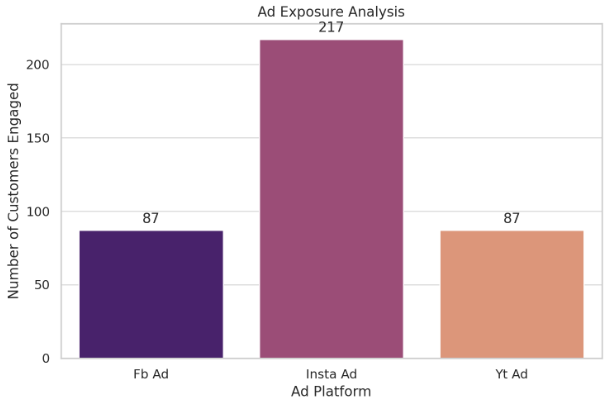 Ad Exposure Analysis
217
200
150
100
50
0
Number of Customers Engaged
87
87
Fb Ad
Insta Ad
Yt Ad
Ad Platform